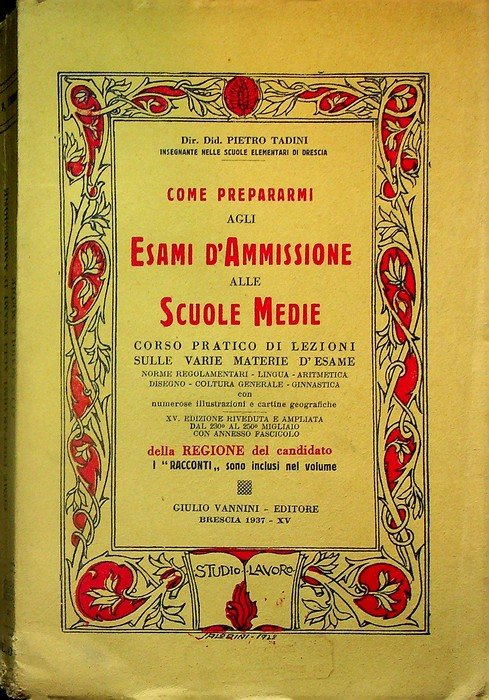 Dir. Did. PIETRO TADINI
INSEGNANTE NELLE SCUOLE ELEMENTARI DI BRESCIA
COME PREPARARMI
AGLI
ESAMI D'AMMISSIONE
ALLE
SCUOLE MEDIE
CORSO PRATICO DI LEZIONI
SULLE VARIE MATERIE D'ESAME
NORME REGOLAMENTARI - LINGUA - ARITMETICA
DISEGNO - COLTURA GENERALE - GINNASTICA
con
numerose illustrazioni e cartine geografiche
XV. EDIZIONE RIVEDUTA E AMPLIATA
DAL 230º AL 250º MIGLIAIO
CON ANNESSO FASCICOLO
della REGIONE del candidato
I "RACCONTI„ sono inclusi nel volume
GIULIO VANNINI - EDITORE
BRESCIA 1937 - XV
STUDIO LAVORO